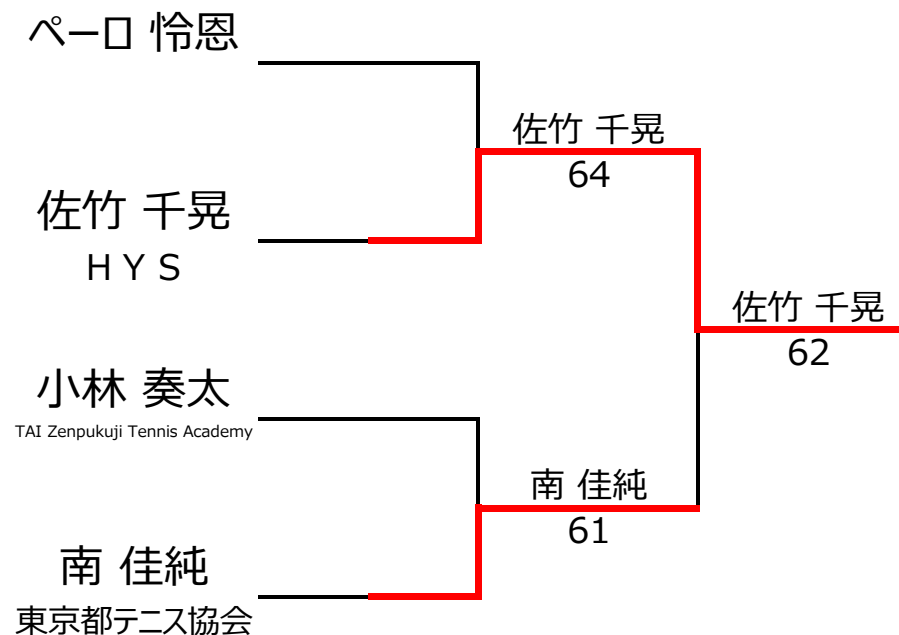 ペーロ 怜恩
佐竹 千晃
64
佐竹 千晃
ＨＹＳ
佐竹 千晃
62
小林 奏太
TAI Zenpukuji Tennis Academy
南 佳純
61
南 佳純
東京都テニス協会